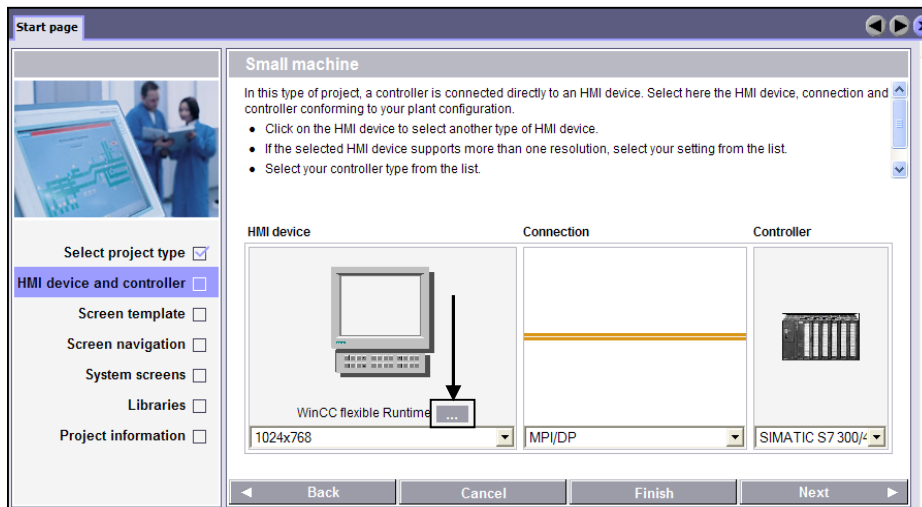 Start page
Small machine
In this type of project, a controller is connected directly to an HMI device. Select here the HMI device, connection and
controller conforming to your plant configuration.
● Click on the HMI device to select another type of HMI device.
● If the selected HMI device supports more than one resolution, select your setting from the list.
● Select your controller type from the list.
Select project type
HMI device and controller
Screen template
Screen navigation
System screens
Libraries
Project information
HMI device Connection Controller
WinCC flexible Runtime ...
1024x768 MPI/DP SIMATIC S7 300/4
Back Cancel Finish Next